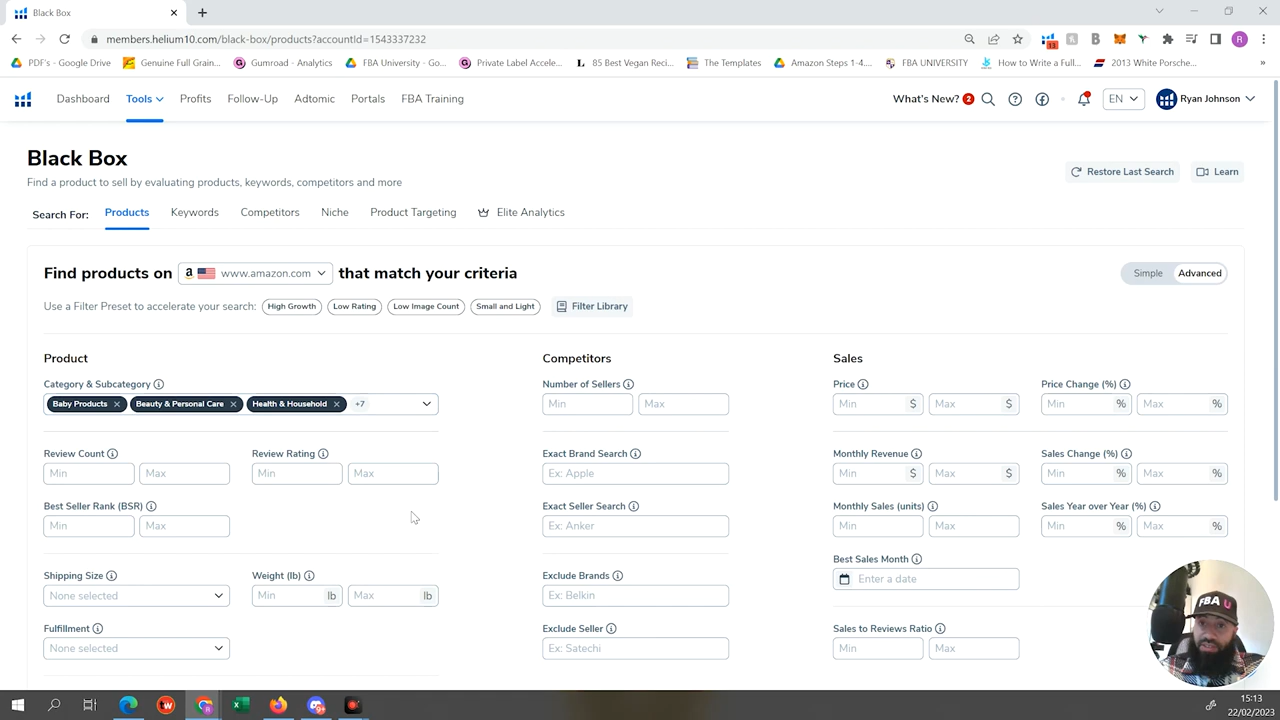 Black Box
members.helium10.com/black-box/products?accountId=1543337232
PDF's - Google Drive
Genuine Full Grain...
Gumroad - Analytics
FBA University - Go...
Private Label Accele...
85 Best Vegan Reci...
The Templates
Amazon Steps 1-4....
FBA UNIVERSITY
How to Write a Full...
2013 White Porsche...
Dashboard
Tools
Profits
Follow-Up
Adtomic
Portals
FBA Training
What's New? 2
EN
Ryan Johnson
Black Box
Find a product to sell by evaluating products, keywords, competitors and more
Restore Last Search
Learn
Search For:
Products
Keywords
Competitors
Niche
Product Targeting
Elite Analytics
Find products on
www.amazon.com
that match your criteria
Simple
Advanced
Use a Filter Preset to accelerate your search:
High Growth
Low Rating
Low Image Count
Small and Light
Filter Library
Product
Category & Subcategory
Baby Products
Beauty & Personal Care
Health & Household
+7
Review Count
Min
Max
Review Rating
Min
Max
Best Seller Rank (BSR)
Min
Max
Shipping Size
None selected
Weight (lb)
Min lb
Max lb
Fulfillment
None selected
Competitors
Number of Sellers
Min
Max
Exact Brand Search
Ex: Apple
Exact Seller Search
Ex: Anker
Exclude Brands
Ex: Belkin
Exclude Seller
Ex: Satechi
Sales
Price
Min $
Max $
Price Change (%)
Min %
Max %
Monthly Revenue
Min $
Max $
Sales Change (%)
Min %
Max %
Monthly Sales (units)
Min
Max
Sales Year over Year (%)
Min %
Max %
Best Sales Month
Enter a date
Sales to Reviews Ratio
Min
Max
FBA U
15:13
22/02/2023